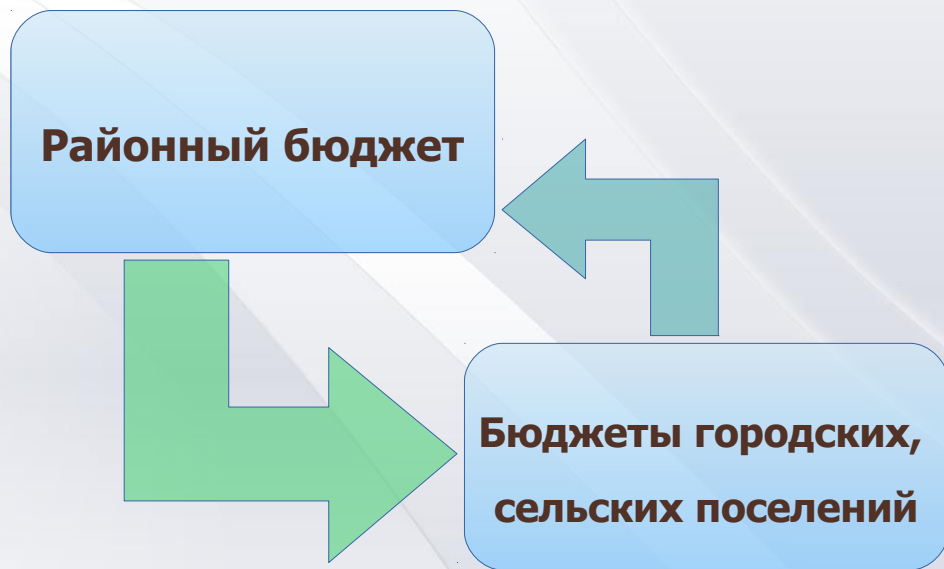 Районный бюджет
Бюджеты городских,
сельских поселений